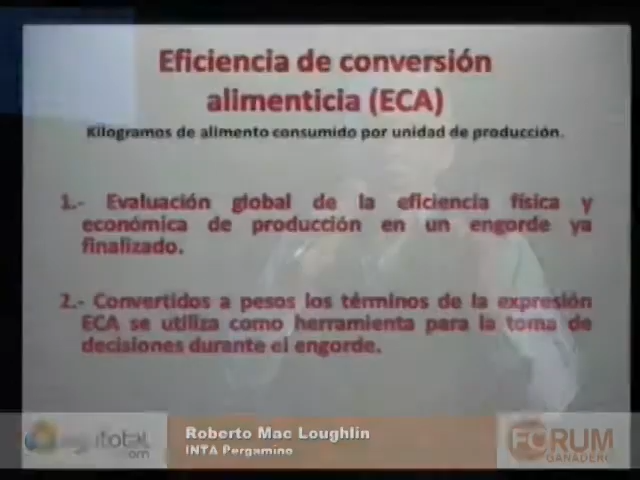 Eficiencia de conversión
alimenticia (ECA)
Kilogramos de alimento consumido por unidad de producción.
1.- Evaluación global de la eficiencia física y
económica de producción en un engorde ya
finalizado.
2.- Convertidos a pesos los términos de la expresión
ECA se utiliza como herramienta para la toma de
decisiones durante el engorde.
Roberto Mac Loughlin
INTA Pergamino
FORUM
GANADERO